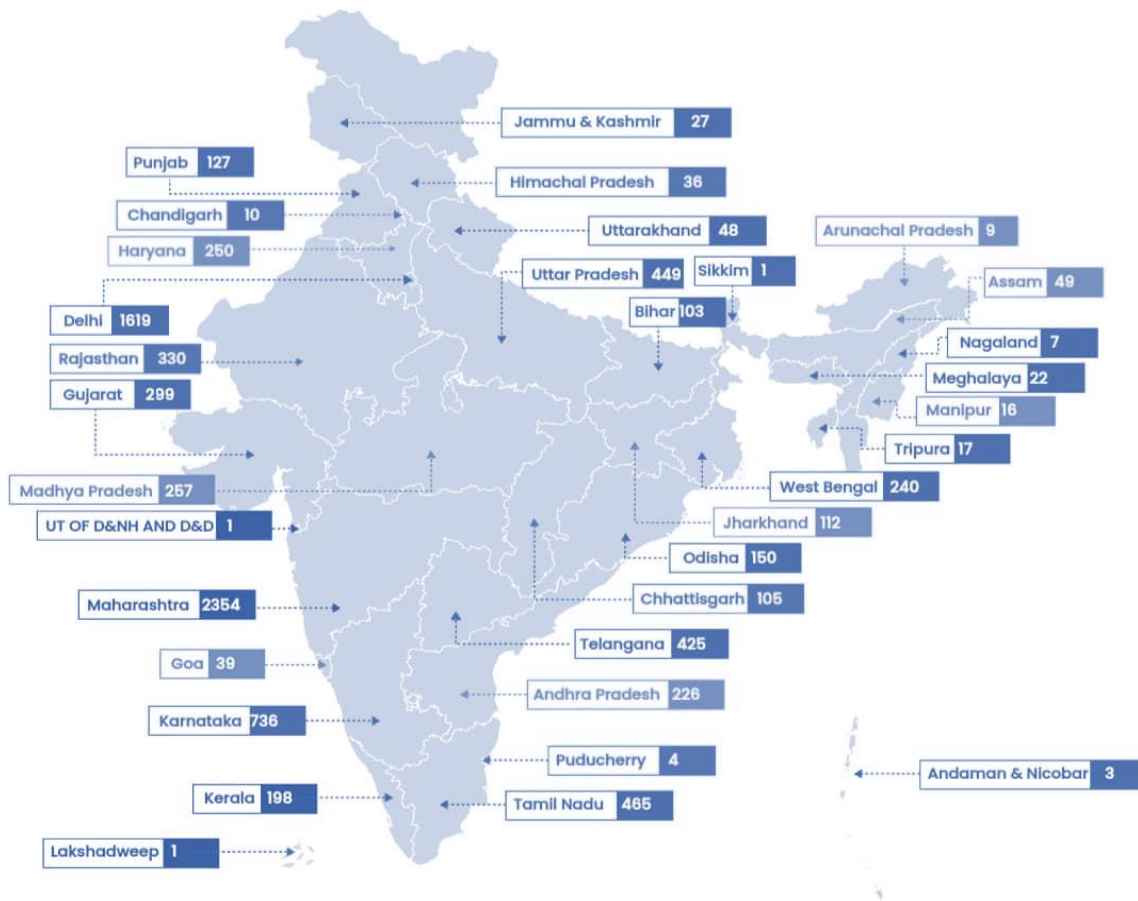 Jammu & Kashmir 27
Punjab 127
Himachal Pradesh 36
Chandigarh 10
Uttarakhand 48
Arunachal Pradesh 9
Haryana 250
Uttar Pradesh 449
Sikkim 1
Assam 49
Bihar 103
Delhi 1619
Nagaland 7
Rajasthan 330
Meghalaya 22
Gujarat 299
Manipur 16
Tripura 17
Madhya Pradesh 257
West Bengal 240
UT OF D&NH AND D&D 1
Jharkhand 112
Odisha 150
Maharashtra 2354
Chhattisgarh 105
Telangana 425
Goa 39
Andhra Pradesh 226
Karnataka 736
Puducherry 4
Andaman & Nicobar 3
Kerala 198
Tamil Nadu 465
Lakshadweep 1